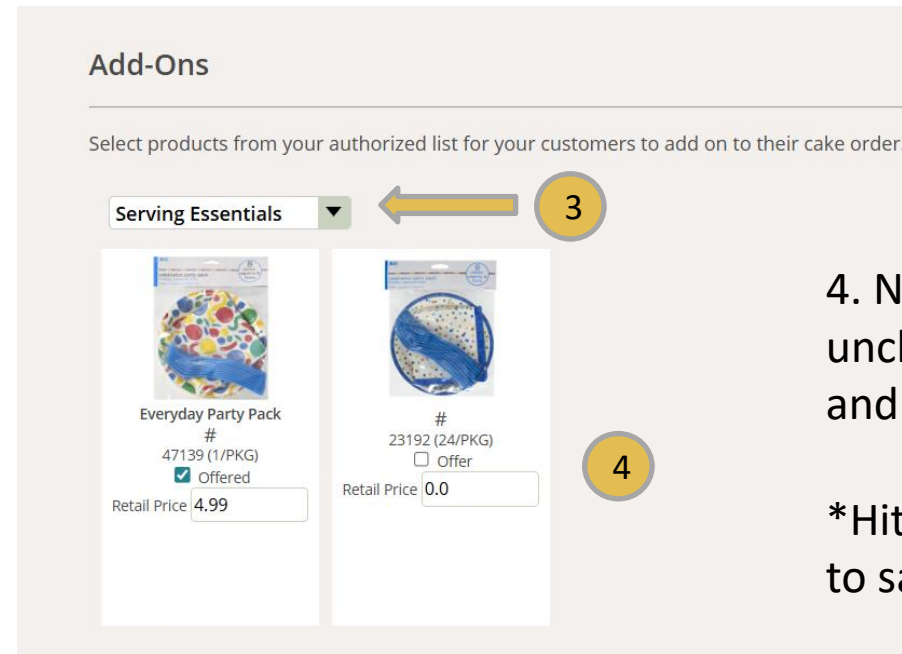 Add-Ons
Select products from your authorized list for your customers to add on to their cake order
Serving Essentials
3
Everyday Party Pack
#
47139 (1/PKG)
Offered
Retail Price 4.99
#
23192 (24/PKG)
Offer
Retail Price 0.0
4
4. N
uncl
and
*Hit
to sa